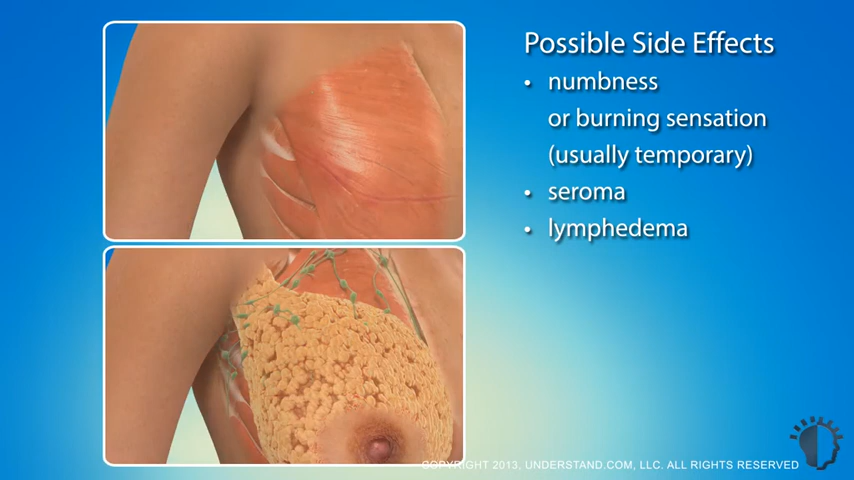 Possible Side Effects
• numbness
or burning sensation
(usually temporary)
• seroma
• lymphedema
COPYRIGHT 2013, UNDERSTAND.COM, LLC. ALL RIGHTS RESERVED